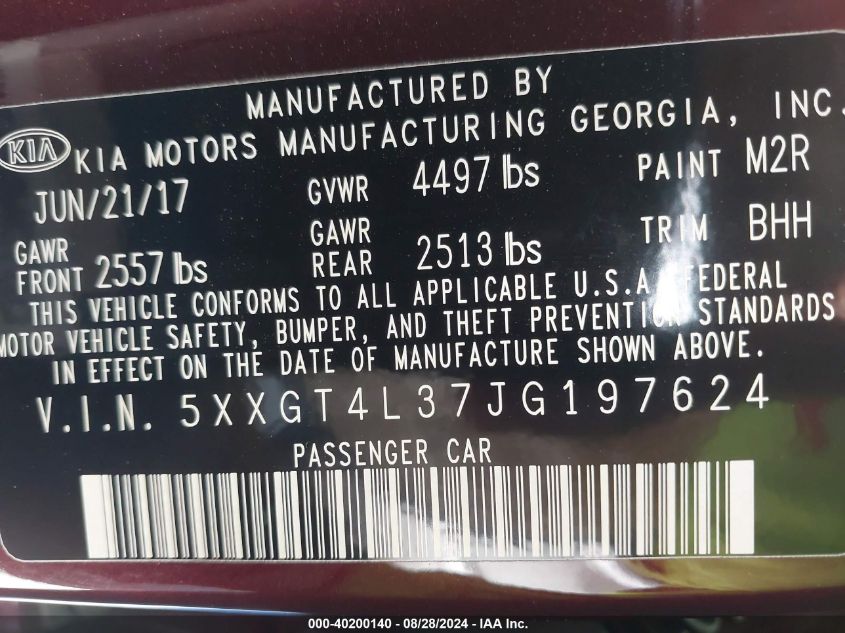 MANUFACTURED BY
KIA KIA MOTORS MANUFACTURING GEORGIA, INC.
JUN/21/17 GVWR 4497 lbs PAINT M2R
GAWR FRONT 2557 lbs GAWR REAR 2513 lbs TRIM BHH
THIS VEHICLE CONFORMS TO ALL APPLICABLE U.S.A. FEDERAL
MOTOR VEHICLE SAFETY, BUMPER, AND THEFT PREVENTION STANDARDS
IN EFFECT ON THE DATE OF MANUFACTURE SHOWN ABOVE.
V.I.N. 5XXGT4L37JG197624
PASSENGER CAR
000-40200140 - 08/28/2024 - IAA Inc.